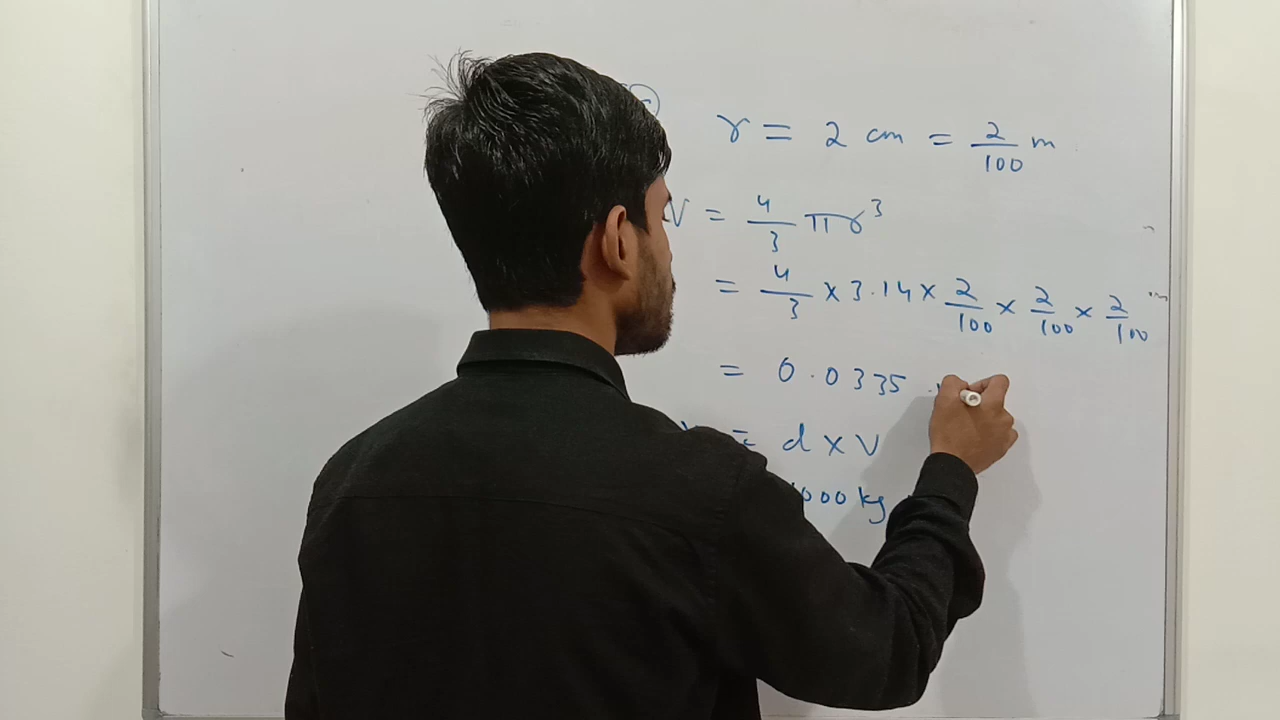 r = 2 cm = 2/100 m
V = 4/3 πr³
= 4/3 × 3.14 × 2/100 × 2/100 × 2/100
= 0.0335
= d × V
1000 kg